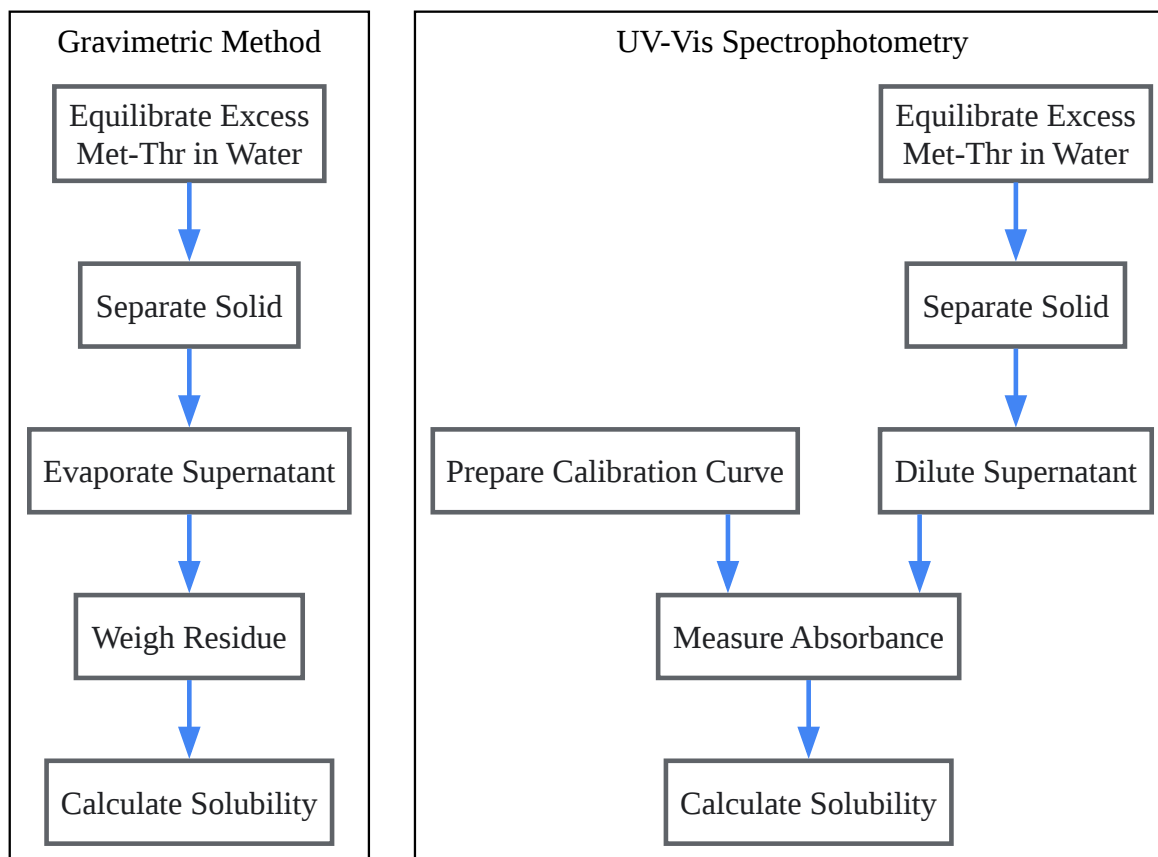 Gravimetric Method
Equilibrate Excess
Met-Thr in Water
Separate Solid
Evaporate Supernatant
Weigh Residue
Calculate Solubility
UV-Vis Spectrophotometry
Equilibrate Excess
Met-Thr in Water
Separate Solid
Prepare Calibration Curve
Dilute Supernatant
Measure Absorbance
Calculate Solubility